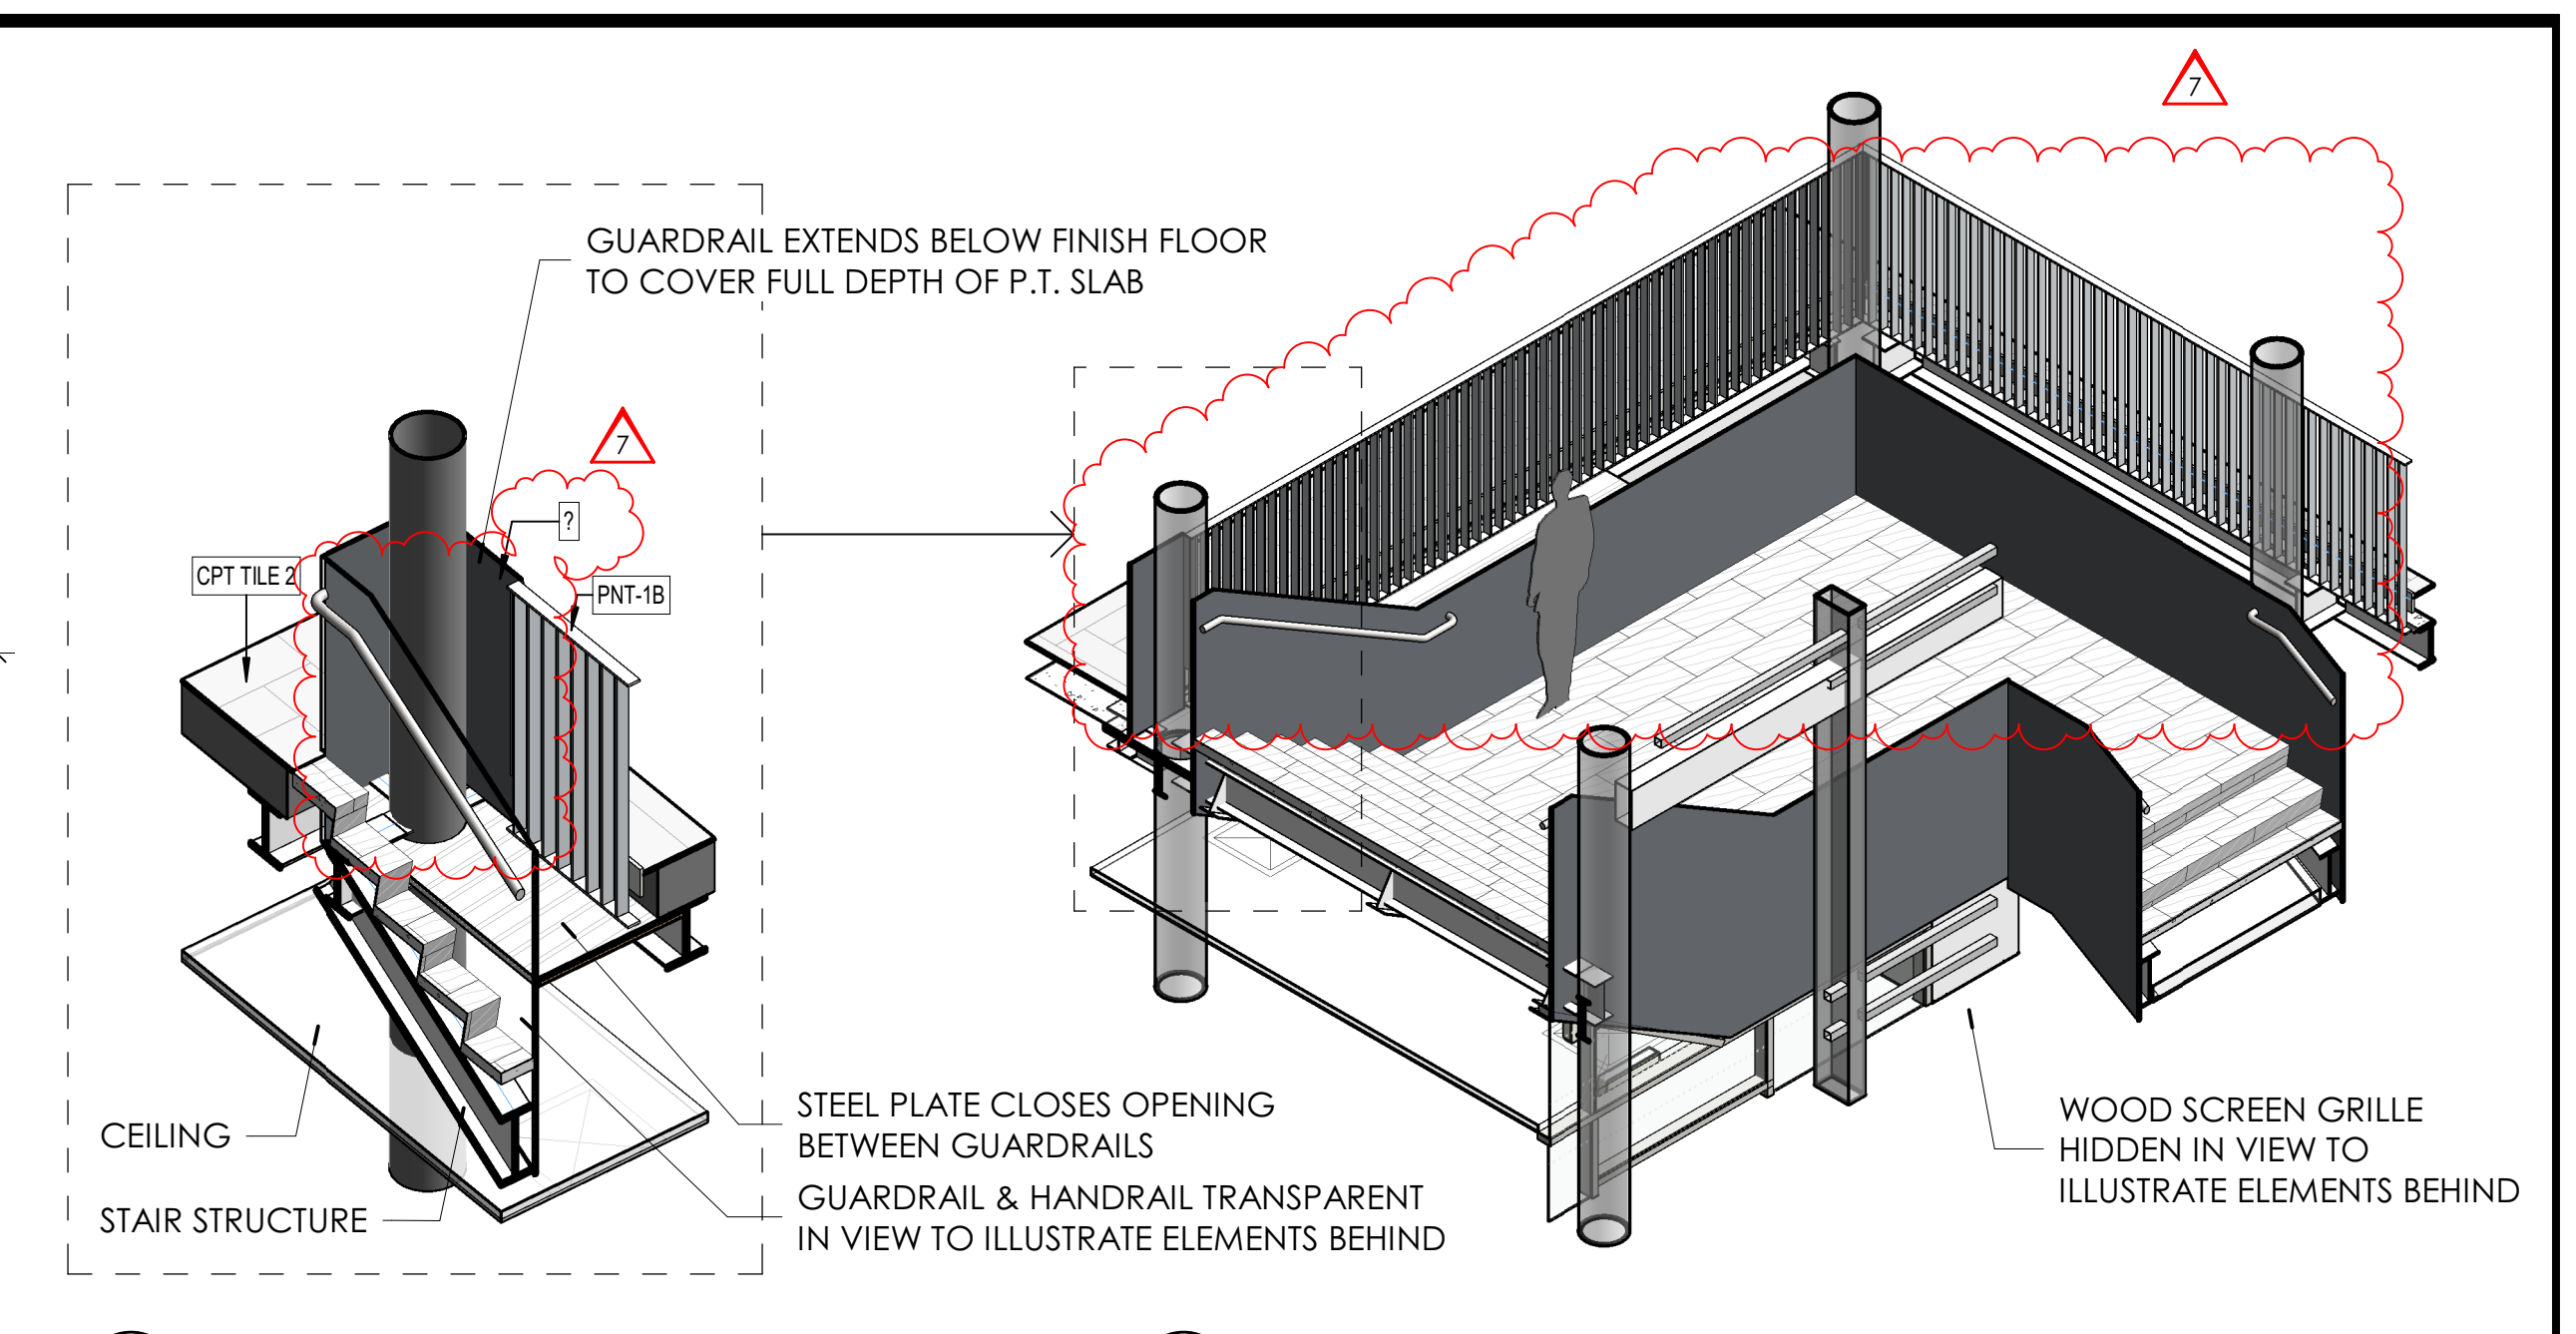 7
GUARDRAIL EXTENDS BELOW FINISH FLOOR
TO COVER FULL DEPTH OF P.T. SLAB
7
?
CPT TILE 2
PNT-1B
STEEL PLATE CLOSES OPENING
BETWEEN GUARDRAILS
CEILING
WOOD SCREEN GRILLE
HIDDEN IN VIEW TO
ILLUSTRATE ELEMENTS BEHIND
GUARDRAIL & HANDRAIL TRANSPARENT
IN VIEW TO ILLUSTRATE ELEMENTS BEHIND
STAIR STRUCTURE